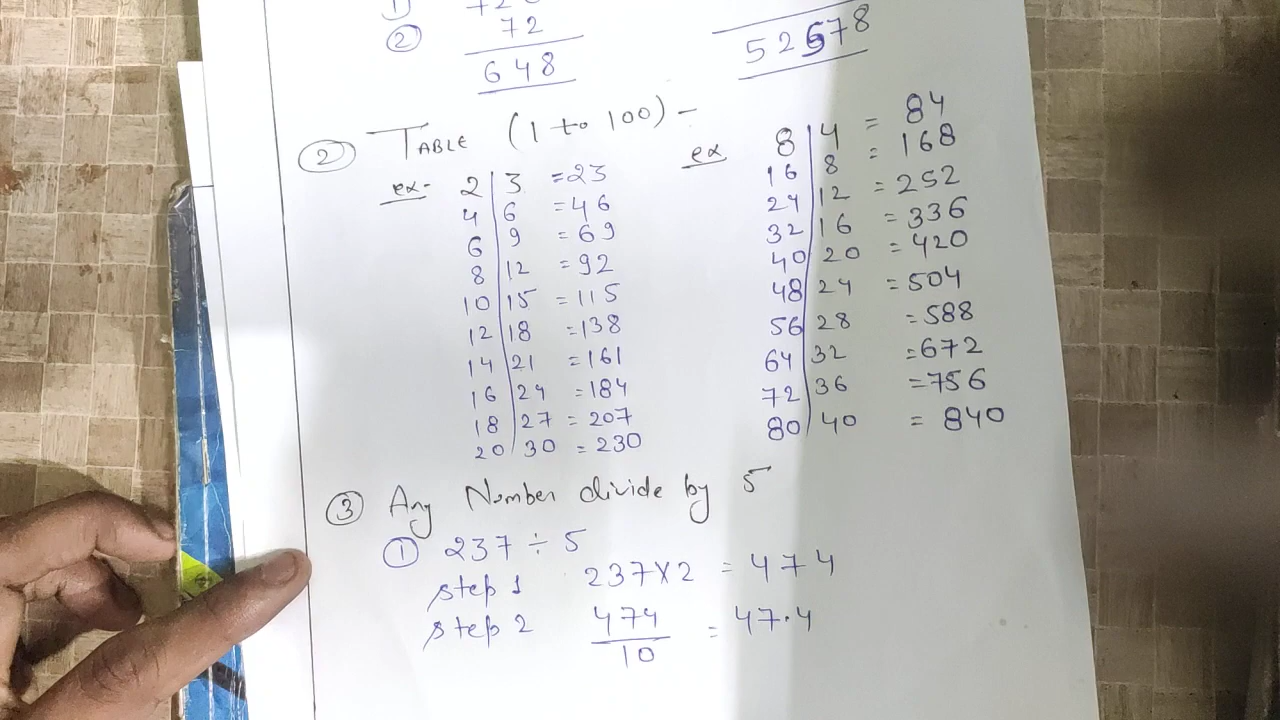 ②
72
648
52678
② TABLE (1 to 100) -
ex- 2 | 3 = 23
4 | 6 = 46
6 | 9 = 69
8 | 12 = 92
10 | 15 = 115
12 | 18 = 138
14 | 21 = 161
16 | 24 = 184
18 | 27 = 207
20 | 30 = 230
ex 8 | 4 = 84
16 | 8 = 168
24 | 12 = 252
32 | 16 = 336
40 | 20 = 420
48 | 24 = 504
56 | 28 = 588
64 | 32 = 672
72 | 36 = 756
80 | 40 = 840
③ Any Number divide by 5
① 237 ÷ 5
step 1 237×2 = 474
step 2 474/10 = 47.4